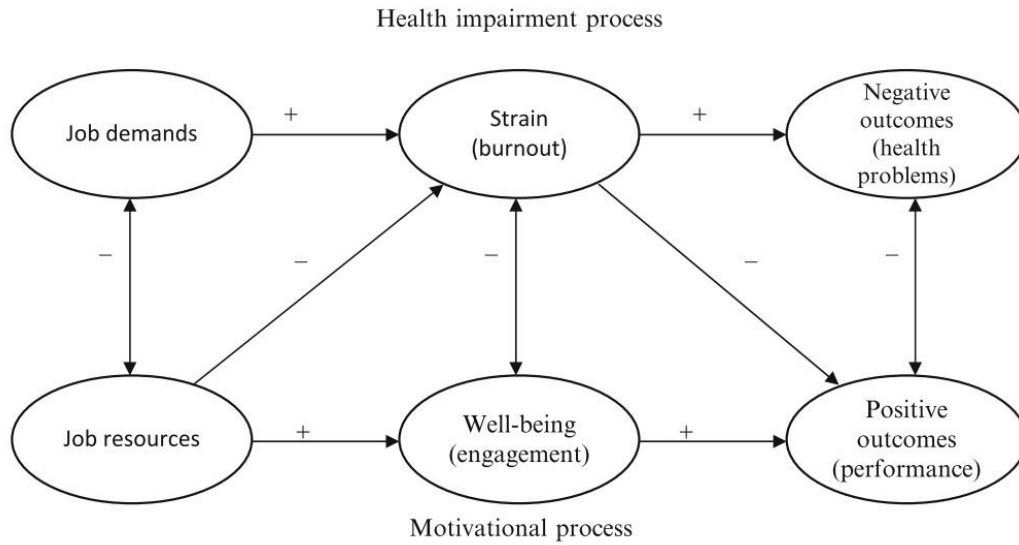 Health impairment process
Job demands
+
Strain
(burnout)
+
Negative
outcomes
(health
problems)
–
–
–
–
–
Job resources
+
Well-being
(engagement)
+
Positive
outcomes
(performance)
Motivational process